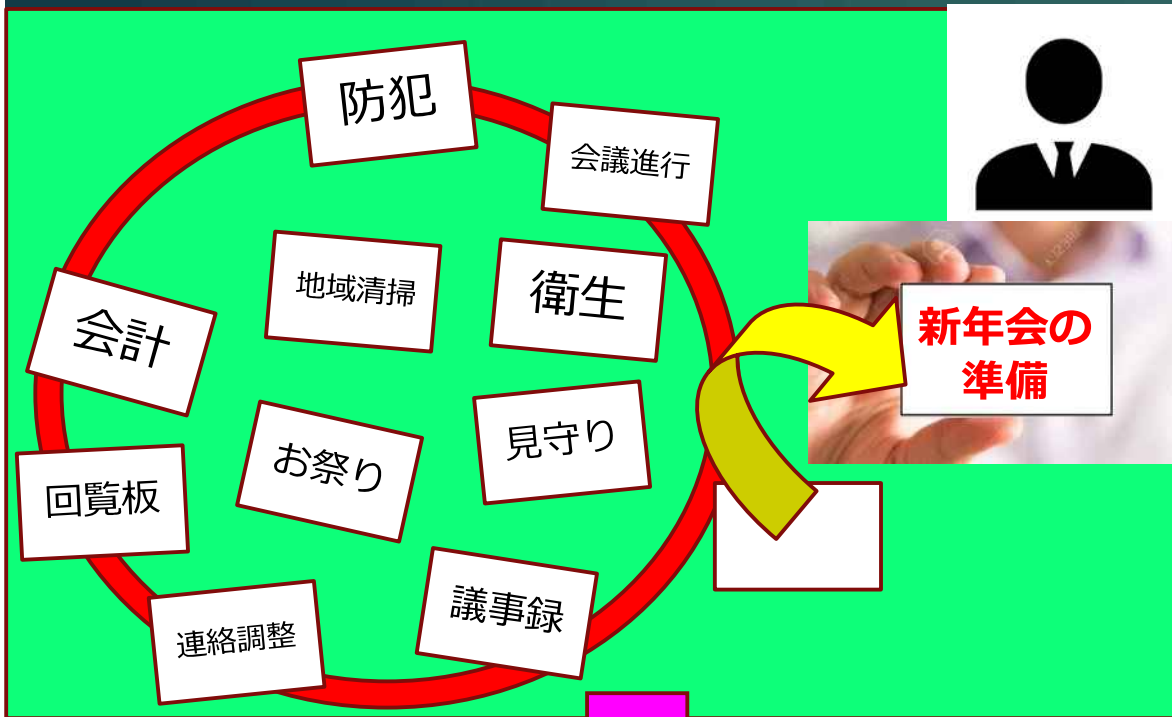 防犯
会議進行
地域清掃
衛生
会計
新年会の
準備
お祭り
見守り
回覧板
議事録
連絡調整